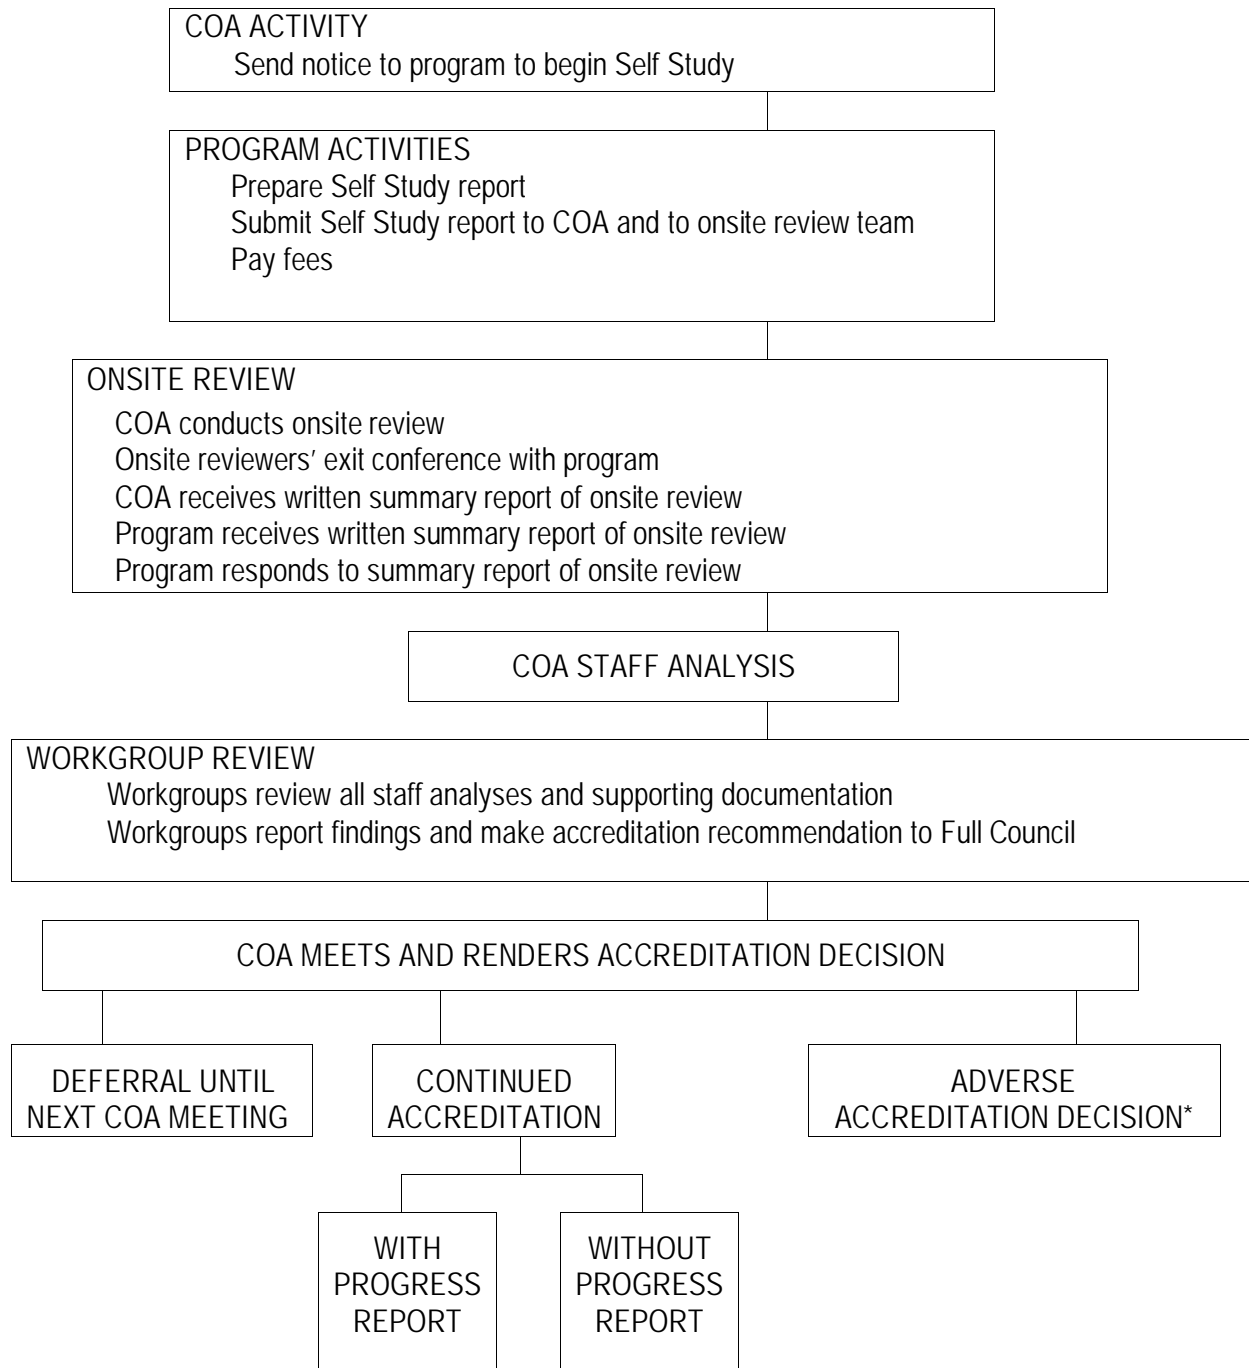 COA ACTIVITY
Send notice to program to begin Self Study
PROGRAM ACTIVITIES
Prepare Self Study report
Submit Self Study report to COA and to onsite review team
Pay fees
ONSITE REVIEW
COA conducts onsite review
Onsite reviewers' exit conference with program
COA receives written summary report of onsite review
Program receives written summary report of onsite review
Program responds to summary report of onsite review
COA STAFF ANALYSIS
WORKGROUP REVIEW
Workgroups review all staff analyses and supporting documentation
Workgroups report findings and make accreditation recommendation to Full Council
COA MEETS AND RENDERS ACCREDITATION DECISION
DEFERRAL UNTIL
NEXT COA MEETING
CONTINUED
ACCREDITATION
ADVERSE
ACCREDITATION DECISION*
WITH
PROGRESS
REPORT
WITHOUT
PROGRESS
REPORT